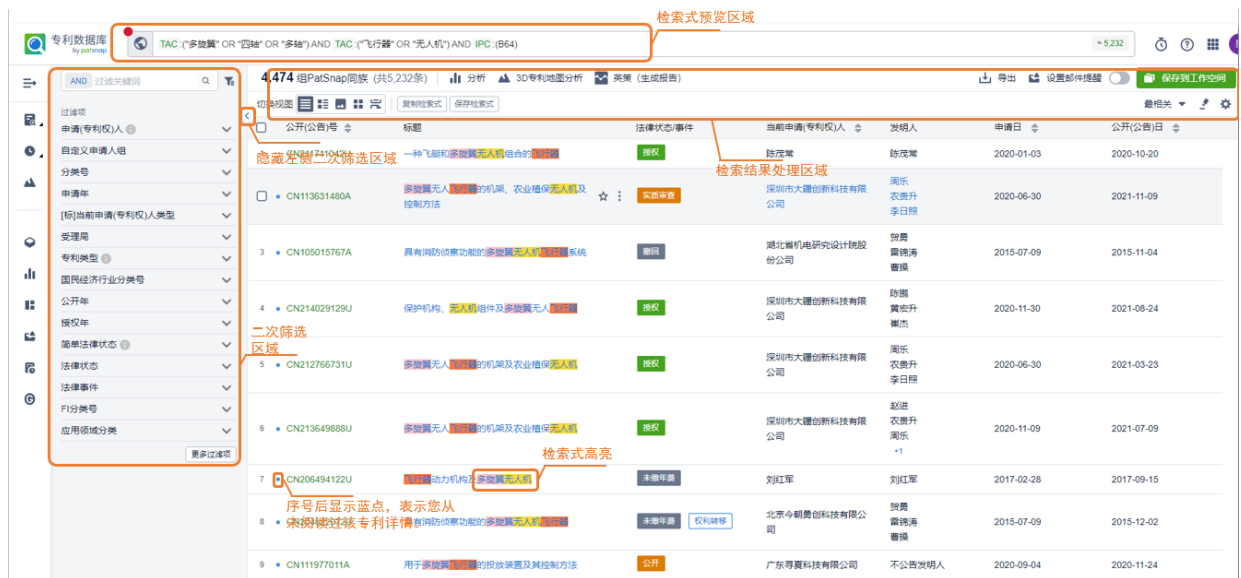 检索式预览区域
专利数据库
by patsnap
TAC :("多旋翼" OR "四轴" OR "多轴") AND TAC :("飞行器" OR "无人机") AND IPC :(B64)
≈ 5,232
AND 过滤关键词
4,474 组PatSnap同族 (共5,232条) 分析 3D专利地图分析 英策 (生成报告) 导出 设置邮件提醒 保存到工作空间
切换视图 复制检索式 保存检索式 最相关
过滤项
申请(专利权)人
自定义申请人组
分类号
申请年
[标]当前申请(专利权)人类型
受理局
专利类型
国民经济行业分类号
公开年
授权年
简单法律状态
法律状态
法律事件
FI分类号
应用领域分类
更多过滤项
隐藏左侧二次筛选区域
二次筛选
区域
检索结果处理区域
公开(公告)号 标题 法律状态/事件 当前申请(专利权)人 发明人 申请日 公开(公告)日
一种飞艇和多旋翼无人机组合的飞行器 授权 陈茂常 陈茂常 2020-01-03 2020-10-20
CN113631480A 多旋翼无人飞行器的机架、农业植保无人机及
控制方法 实质审查 深圳市大疆创新科技有限
公司 周乐
农贵升
李日照 2020-06-30 2021-11-09
3 CN105015767A 具有消防侦察功能的多旋翼无人机飞行器系统 撤回 湖北省机电研究设计院股
份公司 贺勇
雷锦涛
曹操 2015-07-09 2015-11-04
4 CN214029129U 保护机构、无人机组件及多旋翼无人飞行器 授权 深圳市大疆创新科技有限
公司 陈鹏
黄宏升
崔杰 2020-11-30 2021-08-24
5 CN212766731U 多旋翼无人飞行器的机架及农业植保无人机 授权 深圳市大疆创新科技有限
公司 周乐
农贵升
李日照 2020-06-30 2021-03-23
6 CN213649888U 多旋翼无人飞行器的机架及农业植保无人机 授权 深圳市大疆创新科技有限
公司 赵进
农贵升
周乐
+1 2020-11-09 2021-07-09
检索式高亮
7 CN206494122U 飞行器动力机构及多旋翼无人机 未缴年费 刘红军 刘红军 2017-02-28 2017-09-15
序号后显示蓝点，表示您从
未阅读过该专利详情
8 具有消防侦察功能的多旋翼无人机飞行器 未缴年费 权利转移 北京今朝勇创科技有限公
司 贺勇
雷锦涛
曹操 2015-07-09 2015-12-02
9 CN111977011A 用于多旋翼飞行器的投放装置及其控制方法 公开 广东寻夏科技有限公司 不公告发明人 2020-09-04 2020-11-24